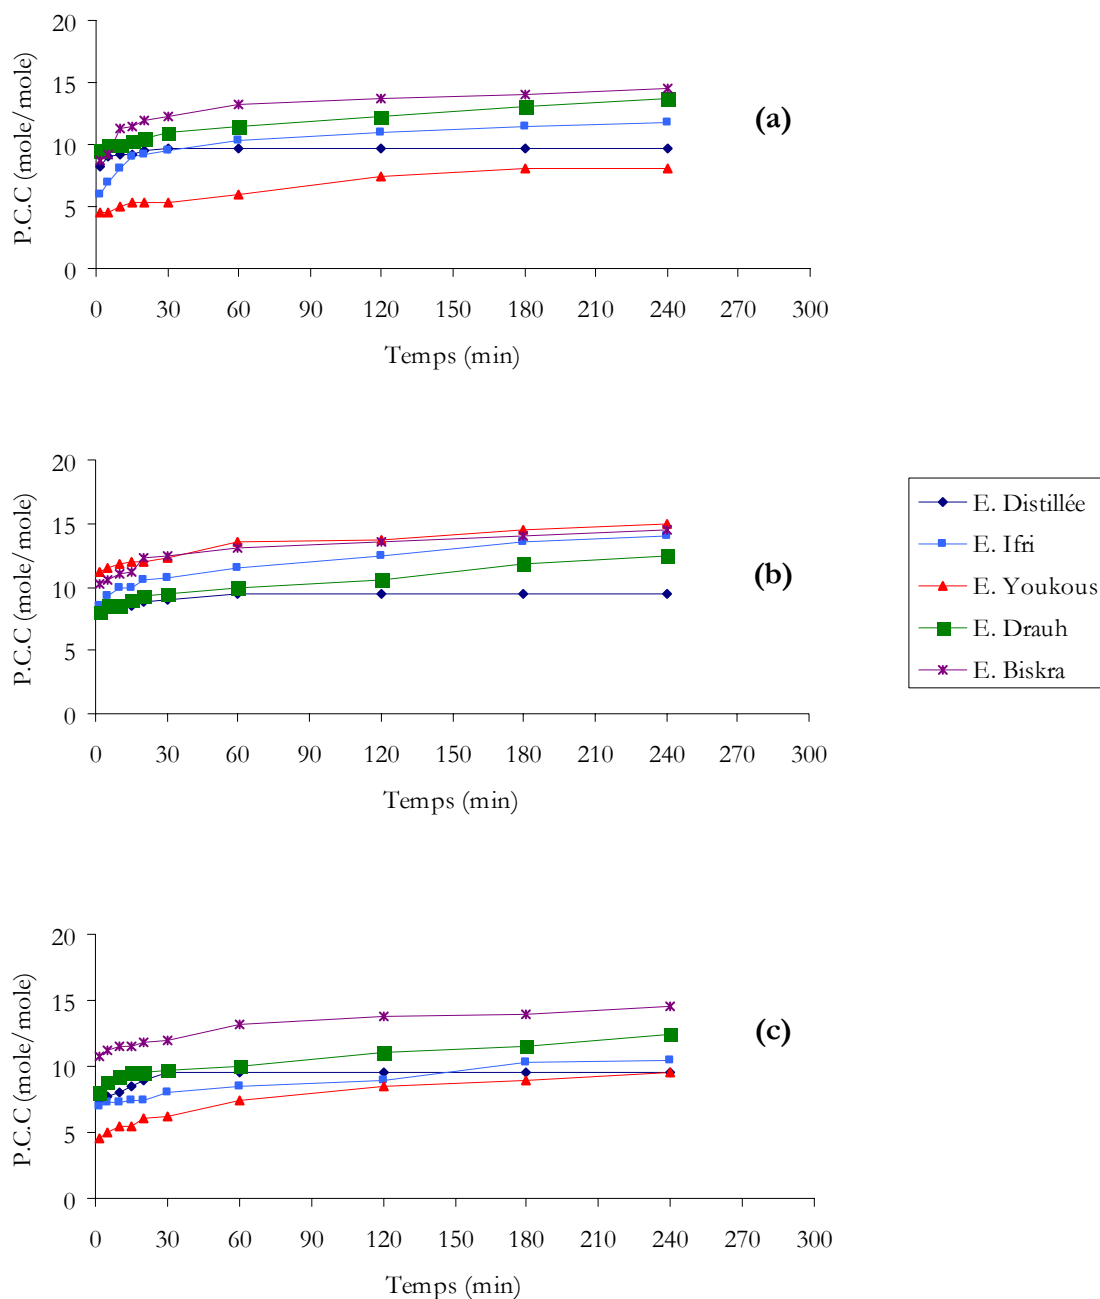 20
15
10
5
0
P.C.C (mole/mole)
0 30 60 90 120 150 180 210 240 270 300
Temps (min)
(a)
20
15
10
5
0
P.C.C (mole/mole)
0 30 60 90 120 150 180 210 240 270 300
Temps (min)
(b)
E. Distillée
E. Ifri
E. Youkous
E. Drauh
E. Biskra
20
15
10
5
0
P.C.C (mole/mole)
0 30 60 90 120 150 180 210 240 270 300
Temps (min)
(c)